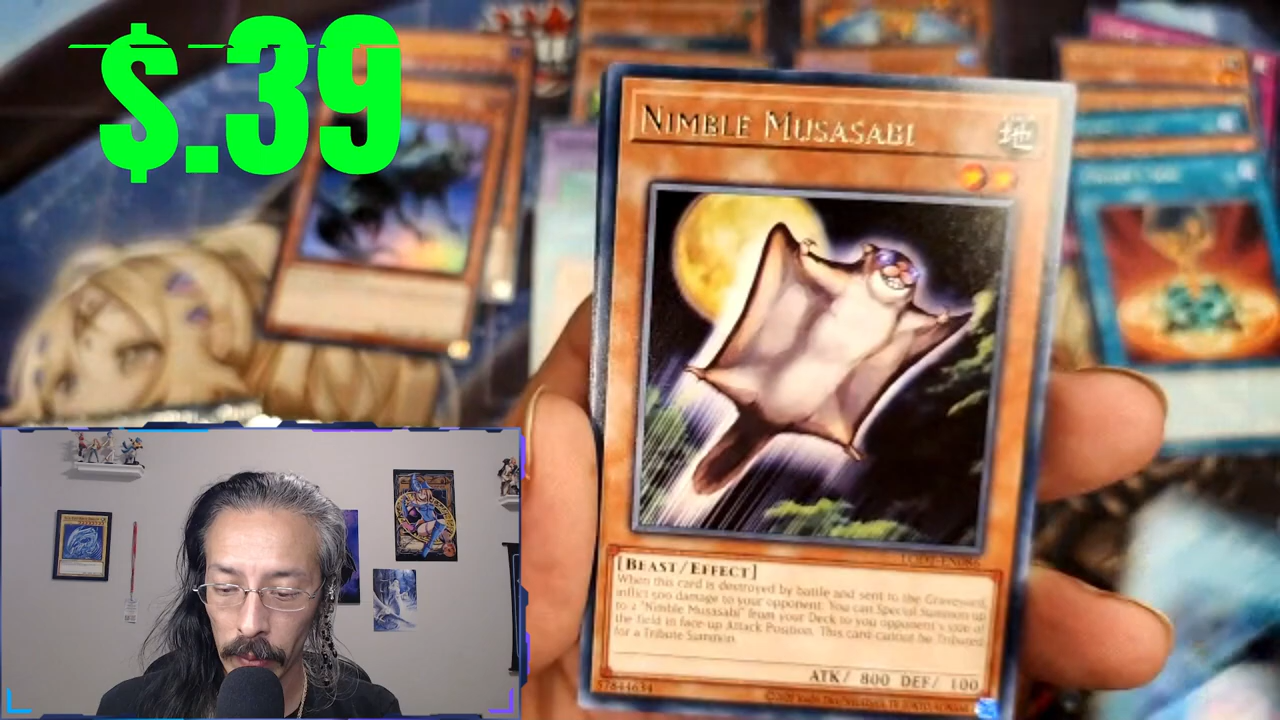 $.39
NIMBLE MUSASABI
地
[BEAST/EFFECT]
When this card is destroyed by battle and sent to the Graveyard,
inflict 500 damage to your opponent. You can Special Summon up
to 2 "Nimble Musasabi" from your Deck to you opponent's side of
the field in face-up Attack Position. This card cannot be Tributed
for a Tribute Summon.
ATK/ 800 DEF/ 100
57844634